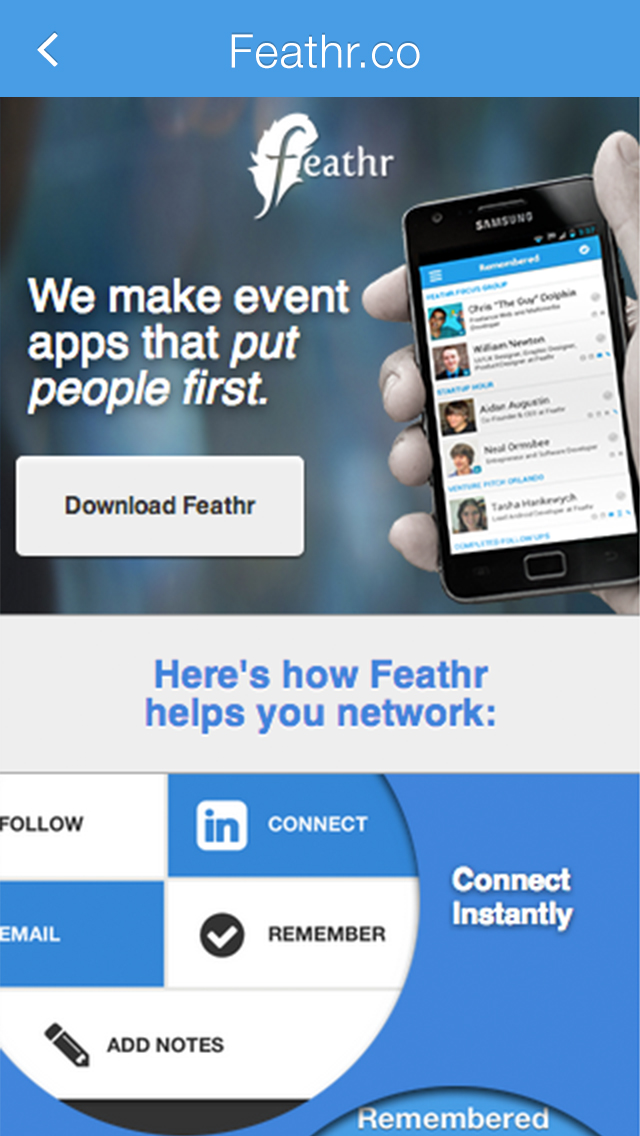 Feathr.co
feathr
We make event
apps that put
people first.
Download Feathr
SAMSUNG
Remembered
FEATHR FOCUS GROUP
Chris "The Guy" Dolphin
Freelance Web and Multimedia
Developer
William Newton
UI/UX Designer, Graphic Designer,
Product Designer at Feathr
STARTUP HOUR
Aidan Augustin
Co-Founder & CEO at Feathr
Neal Ormsbee
Entrepreneur and Software Developer
VENTURE PITCH ORLANDO
Tasha Hankewych
Lead Android Developer at Feathr
COMPLETED FOLLOW UPS
Here's how Feathr
helps you network:
FOLLOW
in CONNECT
EMAIL
REMEMBER
ADD NOTES
Connect
Instantly
Remembered